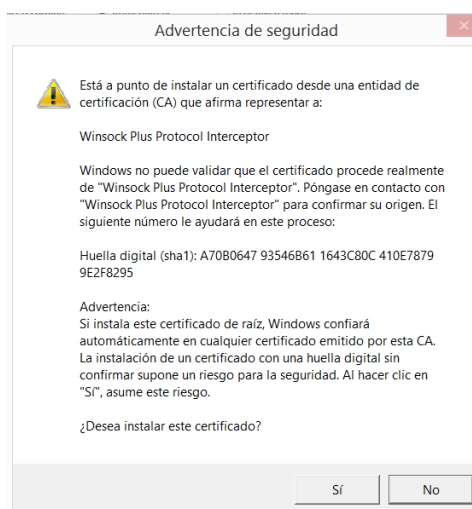 Advertencia de seguridad
Está a punto de instalar un certificado desde una entidad de
certificación (CA) que afirma representar a:
Winsock Plus Protocol Interceptor
Windows no puede validar que el certificado procede realmente
de "Winsock Plus Protocol Interceptor". Póngase en contacto con
"Winsock Plus Protocol Interceptor" para confirmar su origen. El
siguiente número le ayudará en este proceso:
Huella digital (sha1): A70B0647 93546B61 1643C80C 410E7879
9E2F8295
Advertencia:
Si instala este certificado de raíz, Windows confiará
automáticamente en cualquier certificado emitido por esta CA.
La instalación de un certificado con una huella digital sin
confirmar supone un riesgo para la seguridad. Al hacer clic en
"Sí", asume este riesgo.
¿Desea instalar este certificado?
Sí No